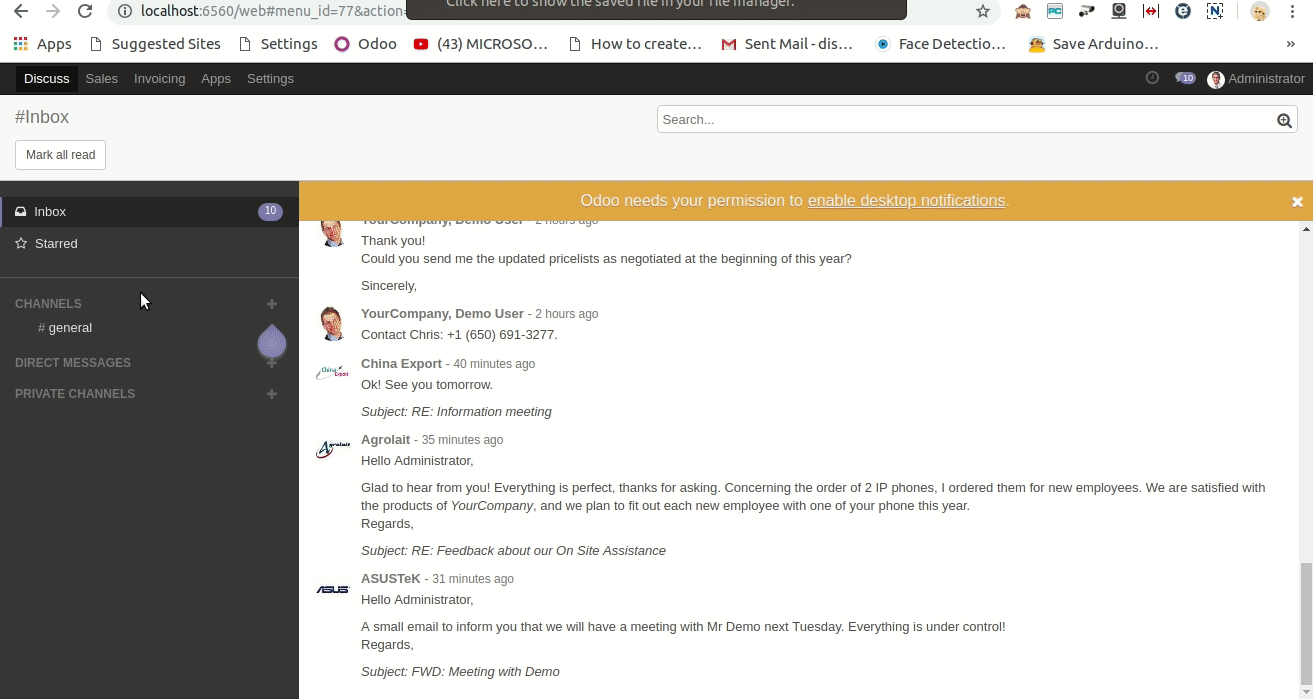 Click here to show the saved file in your file manager.
localhost:6560/web#menu_id=77&action=
Apps Suggested Sites Settings Odoo (43) MICROSO... How to create... Sent Mail - dis... Face Detectio... Save Arduino... »
Discuss Sales Invoicing Apps Settings 10 Administrator
#Inbox
Search...
Mark all read
Inbox 10
Starred
CHANNELS
# general
DIRECT MESSAGES
PRIVATE CHANNELS
Odoo needs your permission to enable desktop notifications.
YourCompany, Demo User - 2 hours ago
Thank you!
Could you send me the updated pricelists as negotiated at the beginning of this year?
Sincerely,
YourCompany, Demo User - 2 hours ago
Contact Chris: +1 (650) 691-3277.
China Export
China Export - 40 minutes ago
Ok! See you tomorrow.
Subject: RE: Information meeting
Agrolait
Agrolait - 35 minutes ago
Hello Administrator,
Glad to hear from you! Everything is perfect, thanks for asking. Concerning the order of 2 IP phones, I ordered them for new employees. We are satisfied with
the products of YourCompany, and we plan to fit out each new employee with one of your phone this year.
Regards,
Subject: RE: Feedback about our On Site Assistance
ASUS
ASUSTeK - 31 minutes ago
Hello Administrator,
A small email to inform you that we will have a meeting with Mr Demo next Tuesday. Everything is under control!
Regards,
Subject: FWD: Meeting with Demo